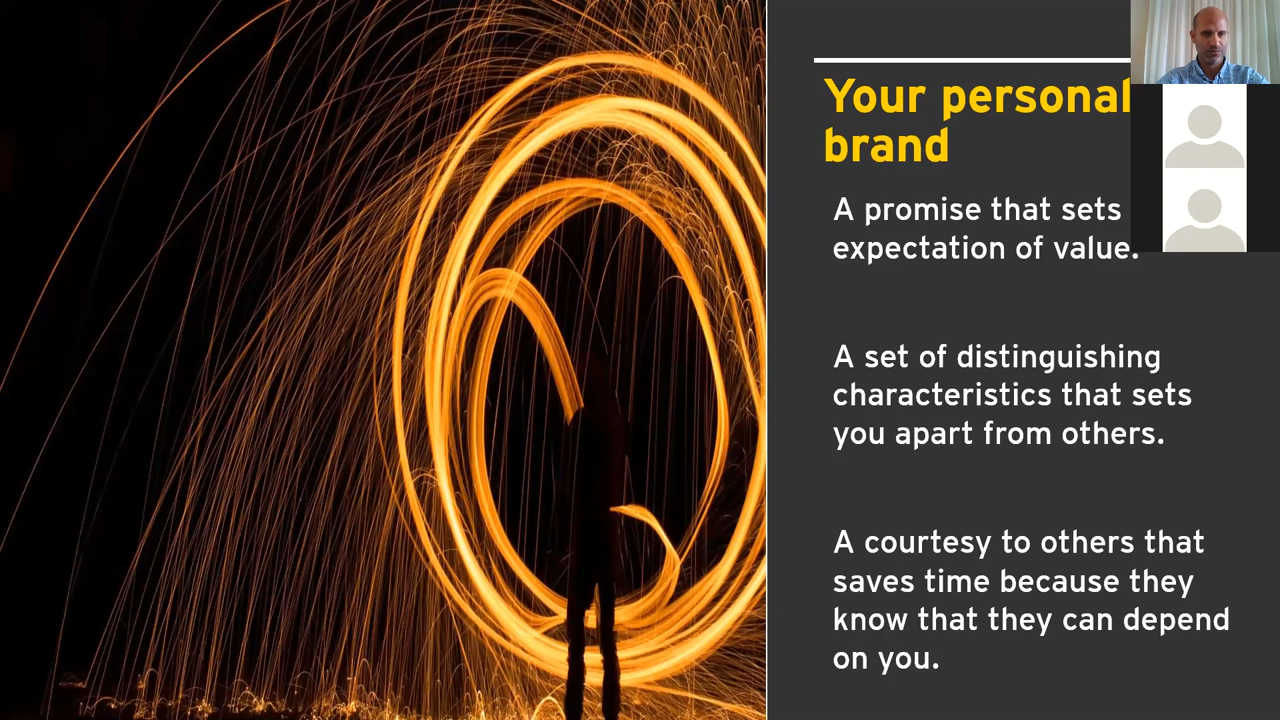 Your personal
brand
A promise that sets
expectation of value.
A set of distinguishing
characteristics that sets
you apart from others.
A courtesy to others that
saves time because they
know that they can depend
on you.